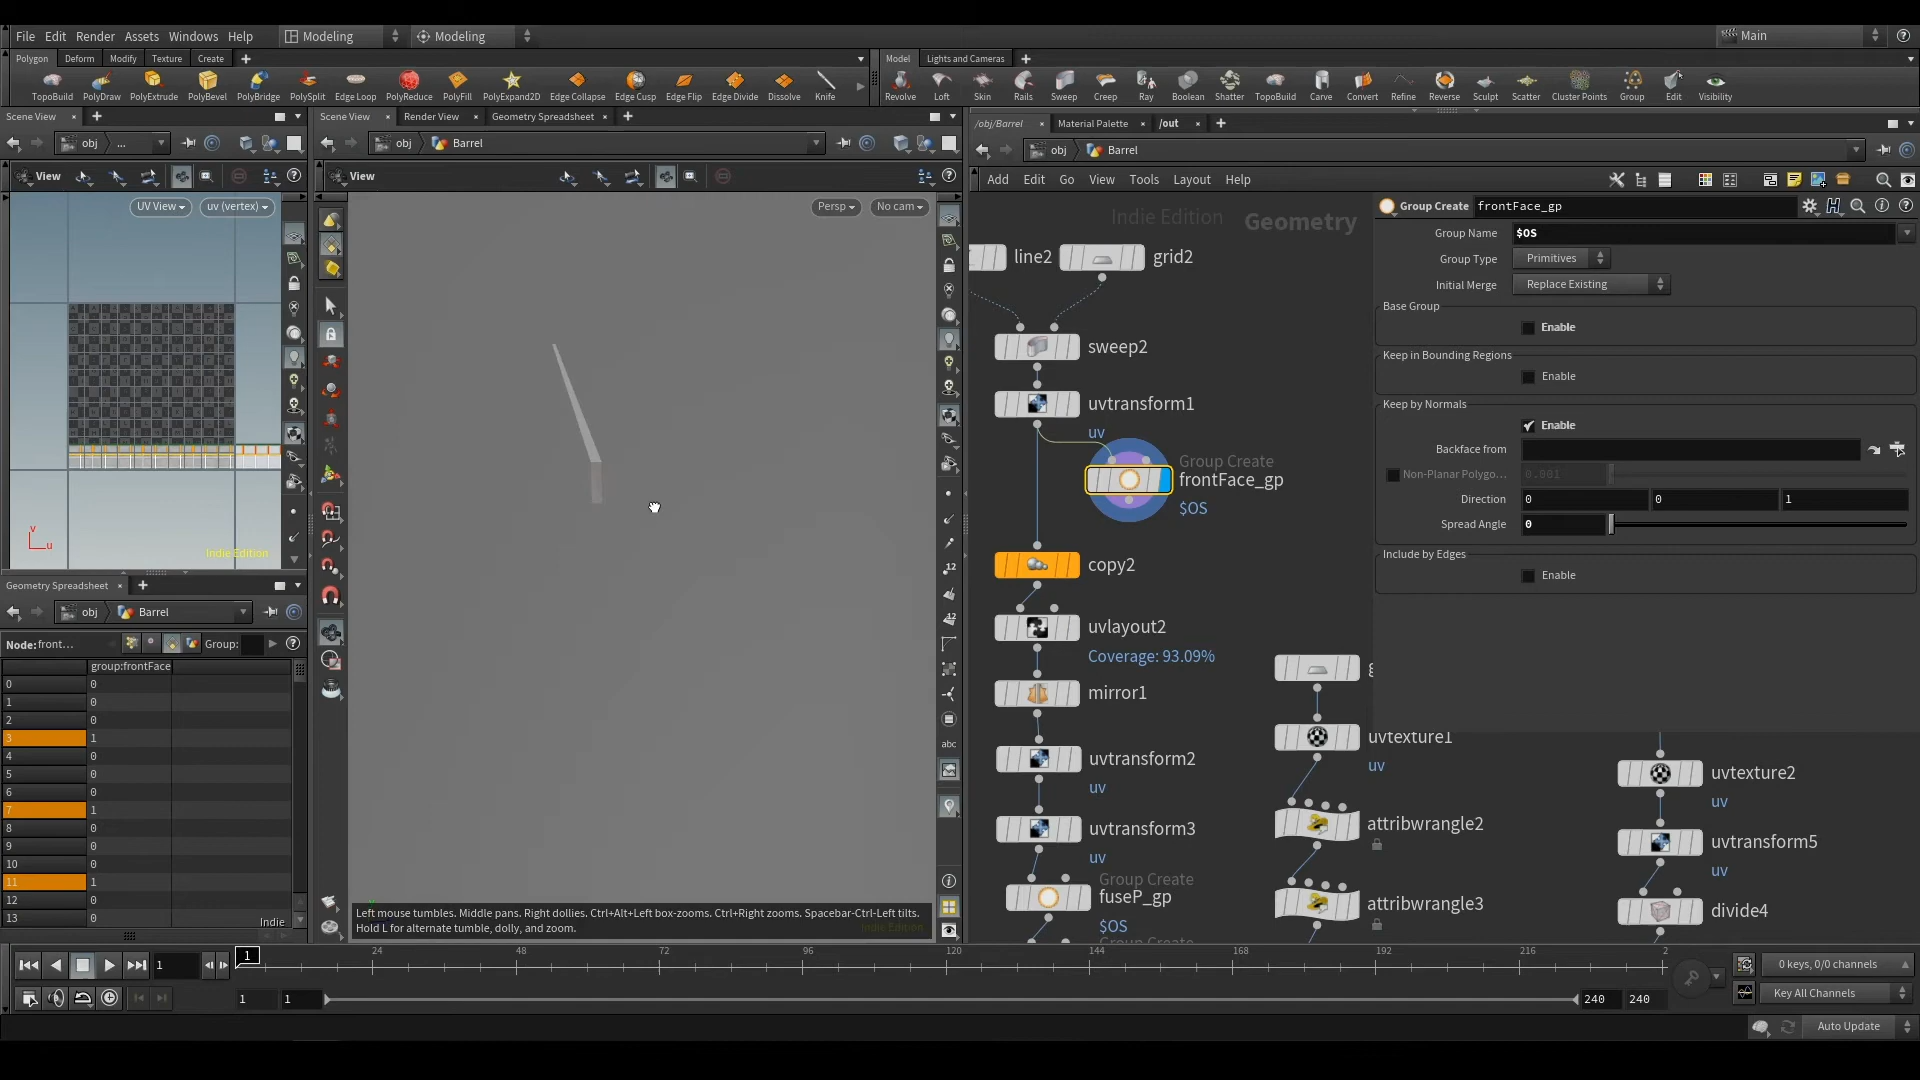 File Edit Render Assets Windows Help Modeling Modeling Main
Polygon Deform Modify Texture Create Model Lights and Cameras
TopoBuild PolyDraw PolyExtrude PolyBevel PolyBridge PolySplit Edge Loop PolyReduce PolyFill PolyExpand2D Edge Collapse Edge Cusp Edge Flip Edge Divide Dissolve Knife Revolve Loft Skin Rails Sweep Creep Ray Boolean Shatter TopoBuild Carve Convert Refine Reverse Sculpt Scatter Cluster Points Group Edit Visibility
Scene View
obj ...
View
UV View uv (vertex)
v
u
Indie Edition
Geometry Spreadsheet
obj Barrel
Node: front... Group:
group:frontFace
0 0
1 0
2 0
3 1
4 0
5 0
6 0
7 1
8 0
9 0
10 0
11 1
12 0
13 0
Indie
Scene View Render View Geometry Spreadsheet
obj Barrel
View
Persp No cam
12
12
abc
Left mouse tumbles. Middle pans. Right dollies. Ctrl+Alt+Left box-zooms. Ctrl+Right zooms. Spacebar-Ctrl-Left tilts.
Hold L for alternate tumble, dolly, and zoom.
Indie Edition
/obj/Barrel Material Palette /out
obj Barrel
Add Edit Go View Tools Layout Help
Indie Edition Geometry
line2 grid2
sweep2
uvtransform1
uv
Group Create
frontFace_gp
$OS
copy2
uvlayout2
Coverage: 93.09%
mirror1
uvtransform2
uv
uvtransform3
uv
Group Create
fuseP_gp
$OS
Group Create
g
uvtexture1
uv
attribwrangle2
attribwrangle3
uvtexture2
uv
uvtransform5
uv
divide4
Group Create frontFace_gp
Group Name $OS
Group Type Primitives
Initial Merge Replace Existing
Base Group
Enable
Keep in Bounding Regions
Enable
Keep by Normals
Enable
Backface from
Non-Planar Polygo... 0.001
Direction 0 0 1
Spread Angle 0
Include by Edges
Enable
1 1 24 48 72 96 120 144 168 192 216 2
0 keys, 0/0 channels
1 1 240 240
Key All Channels
Auto Update